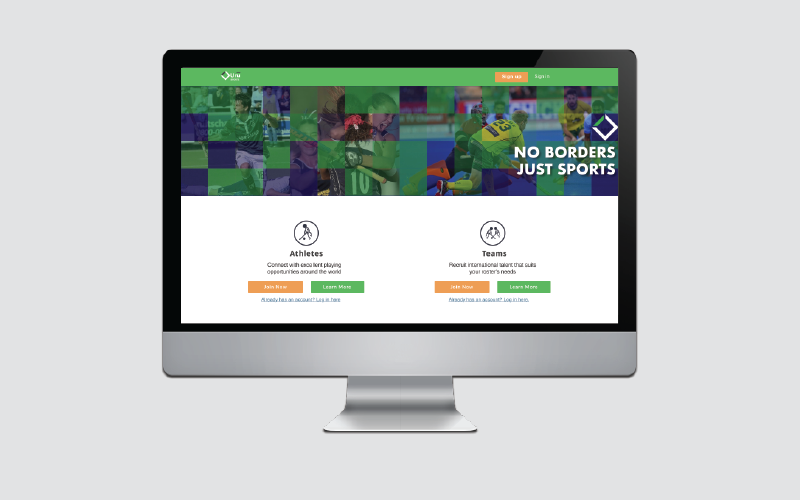 Uru
Sign up
Sign in
NO BORDERS
JUST SPORTS
Athletes
Connect with excellent playing
opportunities around the world
Join Now
Learn More
Already has an account? Log in here
Teams
Recruit international talent that suits
your roster's needs
Join Now
Learn More
Already has an account? Log in here.